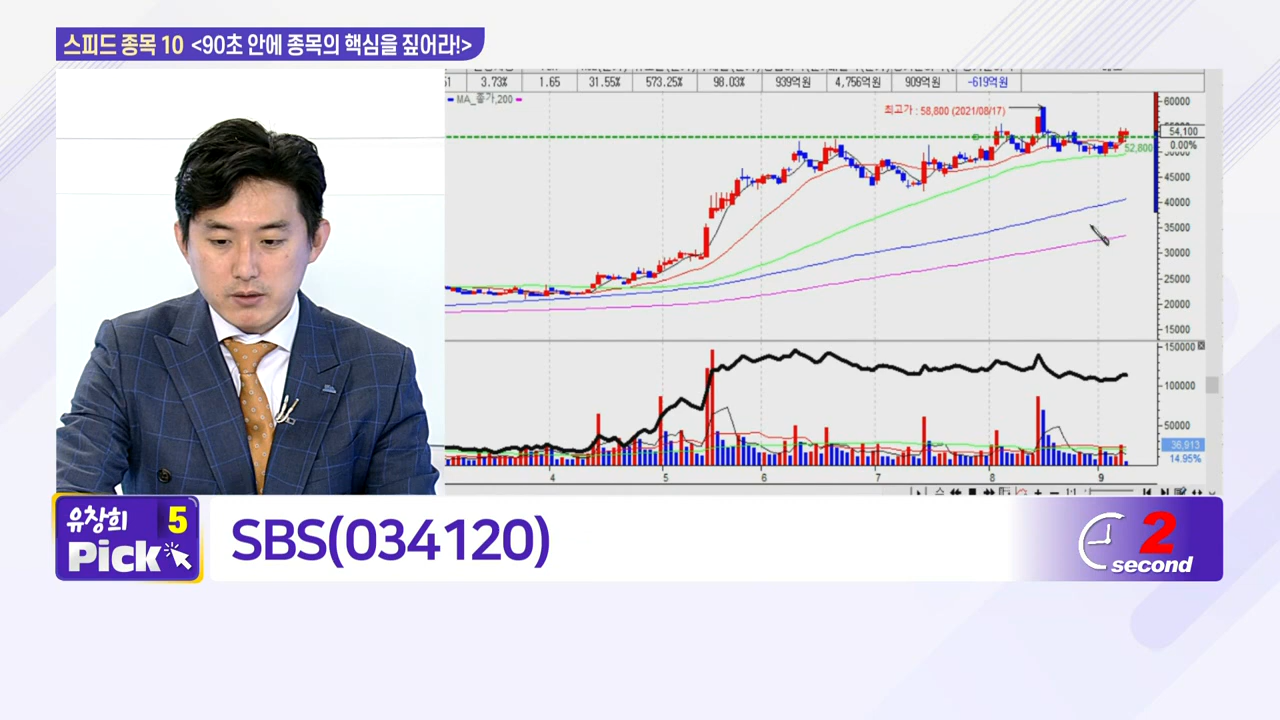 스피드 종목 10 <90초 안에 종목의 핵심을 짚어라!>
3.73% 1.65 31.55% 573.25% 98.03% 939억원 4,756억원 909억원 -619억원
MA_종가,200
최고가 : 58,800 (2021/08/17)
60000
54,100
0.00%
52,800
45000
40000
35000
30000
25000
20000
15000
150000
100000
50000
36,913
14.95%
4 5 6 7 8 9
유창희 5
Pick
SBS(034120)
2
second